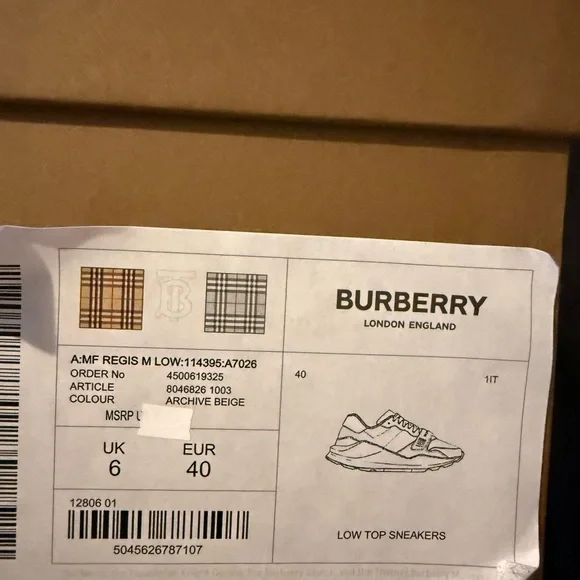 BURBERRY
LONDON ENGLAND
A:MF REGIS M LOW:114395:A7026
ORDER No 4500619325
ARTICLE 8046826 1003
COLOUR ARCHIVE BEIGE
MSRP
UK EUR
6 40
12806 01
5045626787107
40 1IT
LOW TOP SNEAKERS